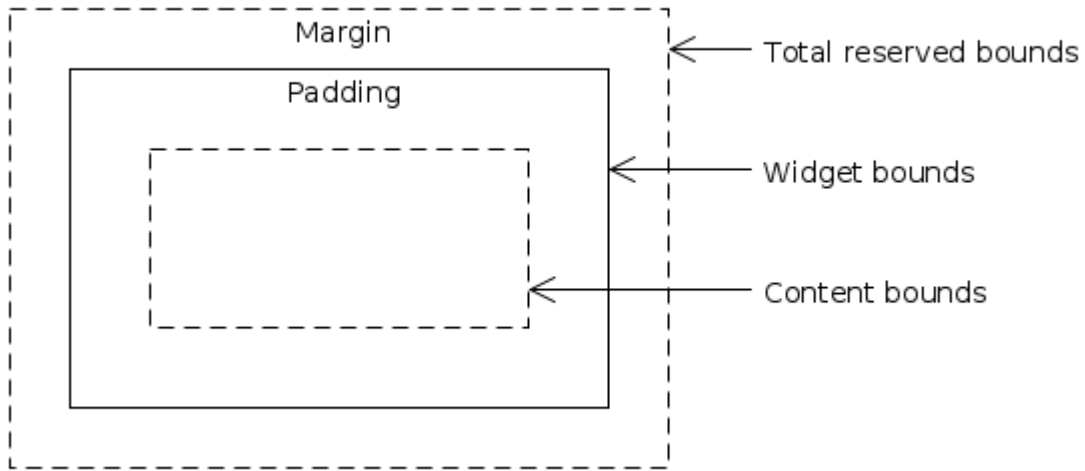 Margin
Total reserved bounds
Padding
Widget bounds
Content bounds